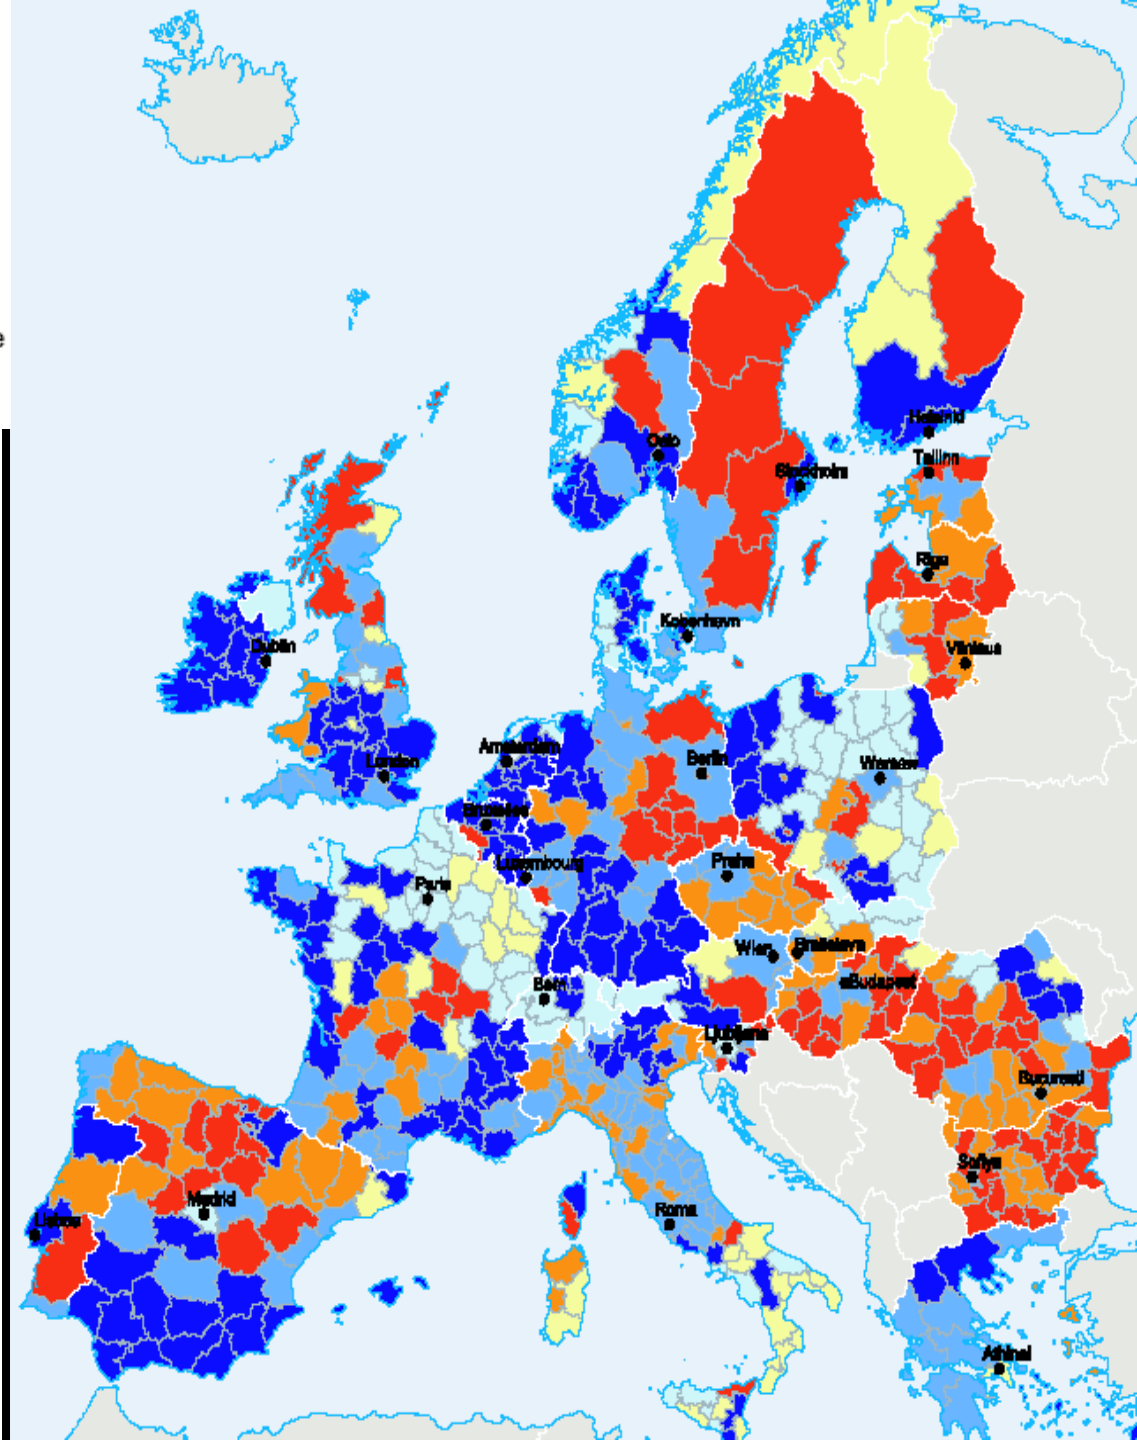 e
Helsinki
Oslo
Tallinn
Stockholm
Riga
Kobenhavn
Dublin
Vilnius
Amsterdam
London
Berlin
Warsaw
Bruxelles
Luxembourg
Praha
Paris
Wien
Bratislava
Bern
Budapest
Ljubljana
Bucuresti
Sofiya
Madrid
Lisboa
Roma
Athinai